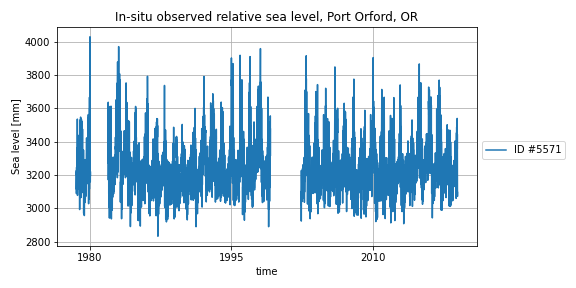 In-situ observed relative sea level, Port Orford, OR
4000
3800
3600
3400
3200
3000
2800
Sea level [mm]
1980
1995
2010
time
ID #5571